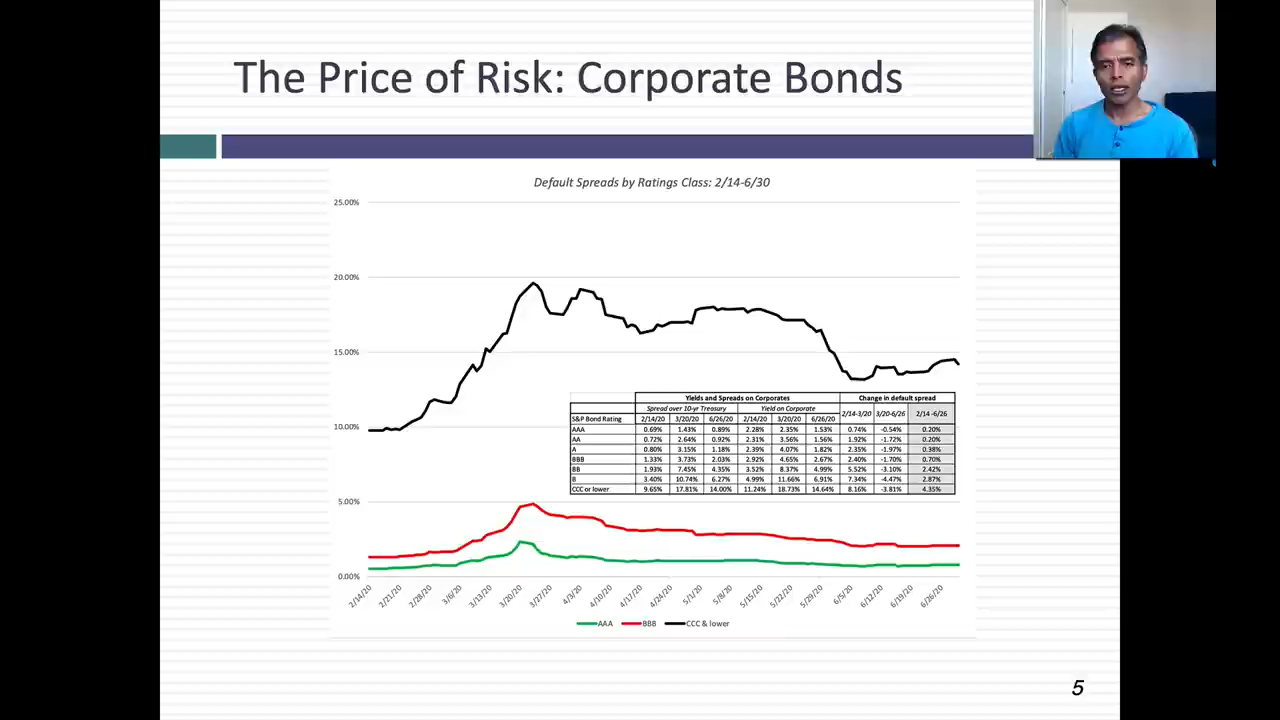 The Price of Risk: Corporate Bonds
Default Spreads by Ratings Class: 2/14-6/30
25.00%
20.00%
15.00%
10.00%
5.00%
0.00%
Yields and Spreads on Corporates Change in default spread
Spread over 10-yr Treasury Yield on Corporate
S&P Bond Rating 2/14/20 3/20/20 6/26/20 2/14/20 3/20/20 6/26/20 2/14-3/20 3/20-6/26 2/14 -6/26
AAA 0.69% 1.43% 0.89% 2.28% 2.35% 1.53% 0.74% -0.54% 0.20%
AA 0.72% 2.64% 0.92% 2.31% 3.56% 1.56% 1.92% -1.72% 0.20%
A 0.80% 3.15% 1.18% 2.39% 4.07% 1.82% 2.35% -1.97% 0.38%
BBB 1.33% 3.73% 2.03% 2.92% 4.65% 2.67% 2.40% -1.70% 0.70%
BB 1.93% 7.45% 4.35% 3.52% 8.37% 4.99% 5.52% -3.10% 2.42%
B 3.40% 10.74% 6.27% 4.99% 11.66% 6.91% 7.34% -4.47% 2.87%
CCC or lower 9.65% 17.81% 14.00% 11.24% 18.73% 14.64% 8.16% -3.81% 4.35%
2/14/20 2/21/20 2/28/20 3/6/20 3/13/20 3/20/20 3/27/20 4/3/20 4/10/20 4/17/20 4/24/20 5/1/20 5/8/20 5/15/20 5/22/20 5/29/20 6/5/20 6/12/20 6/19/20 6/26/20
AAA BBB CCC & lower
5